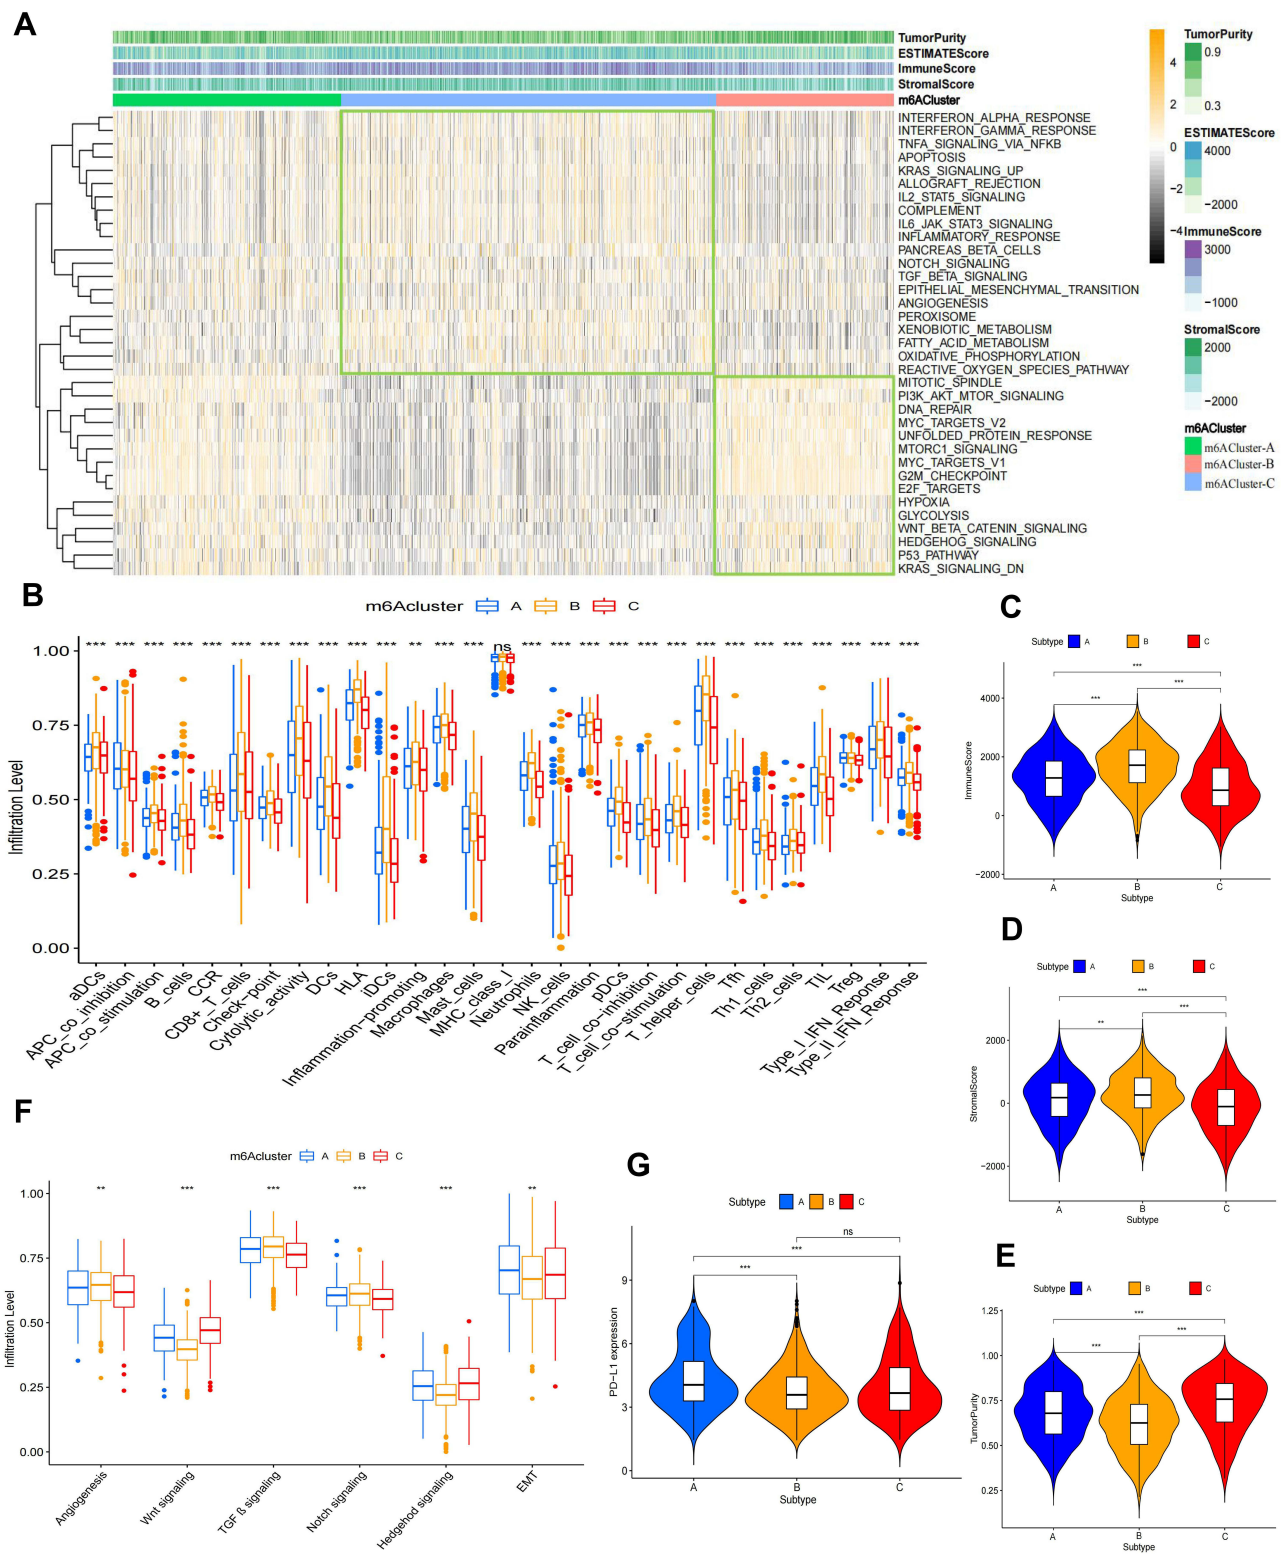 A
TumorPurity
ESTIMATEScore
ImmuneScore
StromalScore
m6ACluster
INTERFERON_ALPHA_RESPONSE
INTERFERON_GAMMA_RESPONSE
TNFA_SIGNALING_VIA_NFKB
APOPTOSIS
KRAS_SIGNALING_UP
ALLOGRAFT_REJECTION
IL2_STAT5_SIGNALING
COMPLEMENT
IL6_JAK_STAT3_SIGNALING
INFLAMMATORY_RESPONSE
PANCREAS_BETA_CELLS
NOTCH_SIGNALING
TGF_BETA_SIGNALING
EPITHELIAL_MESENCHYMAL_TRANSITION
ANGIOGENESIS
PEROXISOME
XENOBIOTIC_METABOLISM
FATTY_ACID_METABOLISM
OXIDATIVE_PHOSPHORYLATION
REACTIVE_OXYGEN_SPECIES_PATHWAY
MITOTIC_SPINDLE
PI3K_AKT_MTOR_SIGNALING
DNA_REPAIR
MYC_TARGETS_V2
UNFOLDED_PROTEIN_RESPONSE
MTORC1_SIGNALING
MYC_TARGETS_V1
G2M_CHECKPOINT
E2F_TARGETS
HYPOXIA
GLYCOLYSIS
WNT_BETA_CATENIN_SIGNALING
HEDGEHOG_SIGNALING
P53_PATHWAY
KRAS_SIGNALING_DN
4
2
0
−2
−4
TumorPurity
0.9
0.3
ESTIMATEScore
4000
−2000
ImmuneScore
3000
−1000
StromalScore
2000
−2000
m6ACluster
m6ACluster-A
m6ACluster-B
m6ACluster-C
B
m6Acluster A B C
*** *** *** *** *** *** *** *** *** *** *** ** *** *** ns *** *** *** *** *** *** *** *** *** *** *** *** *** ***
Infiltration Level
1.00
0.75
0.50
0.25
0.00
aDCs
APC_co_inhibition
APC_co_stimulation
B_cells
CCR
CD8+_T_cells
Check−point
Cytolytic_activity
DCs
HLA
iDCs
Inflammation−promoting
Macrophages
Mast_cells
MHC_class_I
Neutrophils
NK_cells
Parainflammation
pDCs
T_cell_co−inhibition
T_cell_co−stimulation
T_helper_cells
Tfh
Th1_cells
Th2_cells
TIL
Treg
Type_I_IFN_Reponse
Type_II_IFN_Reponse
C
Subtype A B C
***
*** ***
ImmuneScore
4000
2000
0
−2000
A B C
Subtype
D
Subtype A B C
***
***
**
StromalScore
2000
0
−2000
A B C
Subtype
E
Subtype A B C
***
***
***
TumorPurity
1.25
1.00
0.75
0.50
0.25
A B C
Subtype
F
m6Acluster A B C
** *** *** *** *** **
Infiltration Level
1.00
0.75
0.50
0.25
0.00
Angiogenesis
Wnt signaling
TGF ß signaling
Notch signaling
Hedgehod signaling
EMT
G
Subtype A B C
ns
***
***
PD−L1 expression
9
6
3
0
A B C
Subtype